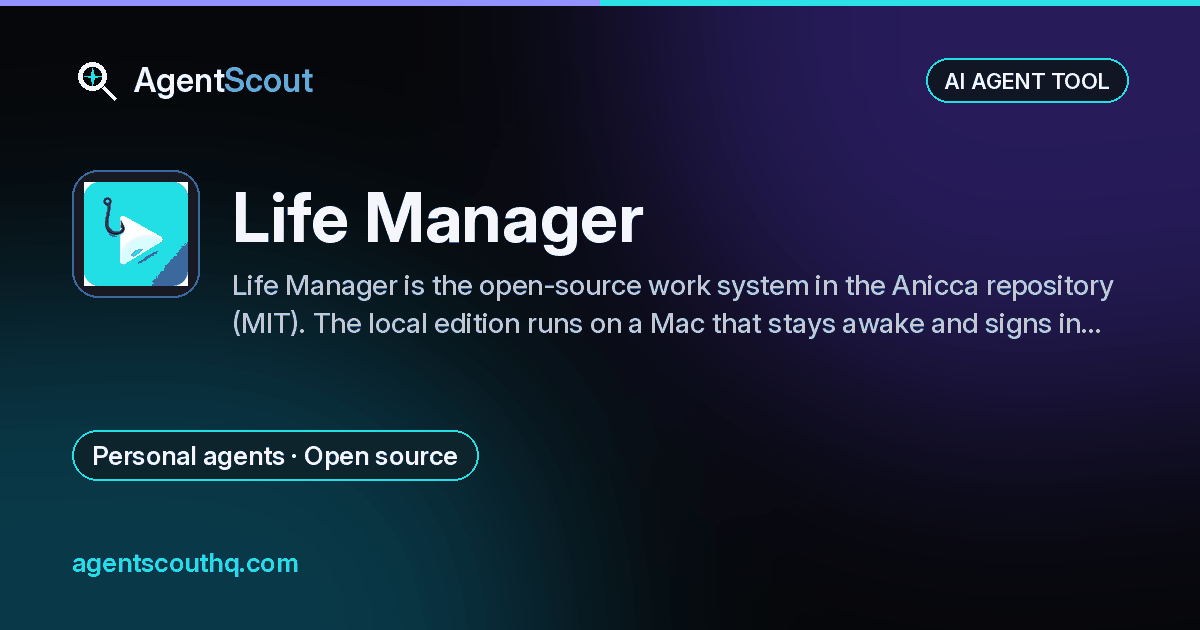 AgentScout
AI AGENT TOOL
Life Manager
Life Manager is the open-source work system in the Anicca repository
(MIT). The local edition runs on a Mac that stays awake and signs in...
Personal agents · Open source
agentscouthq.com